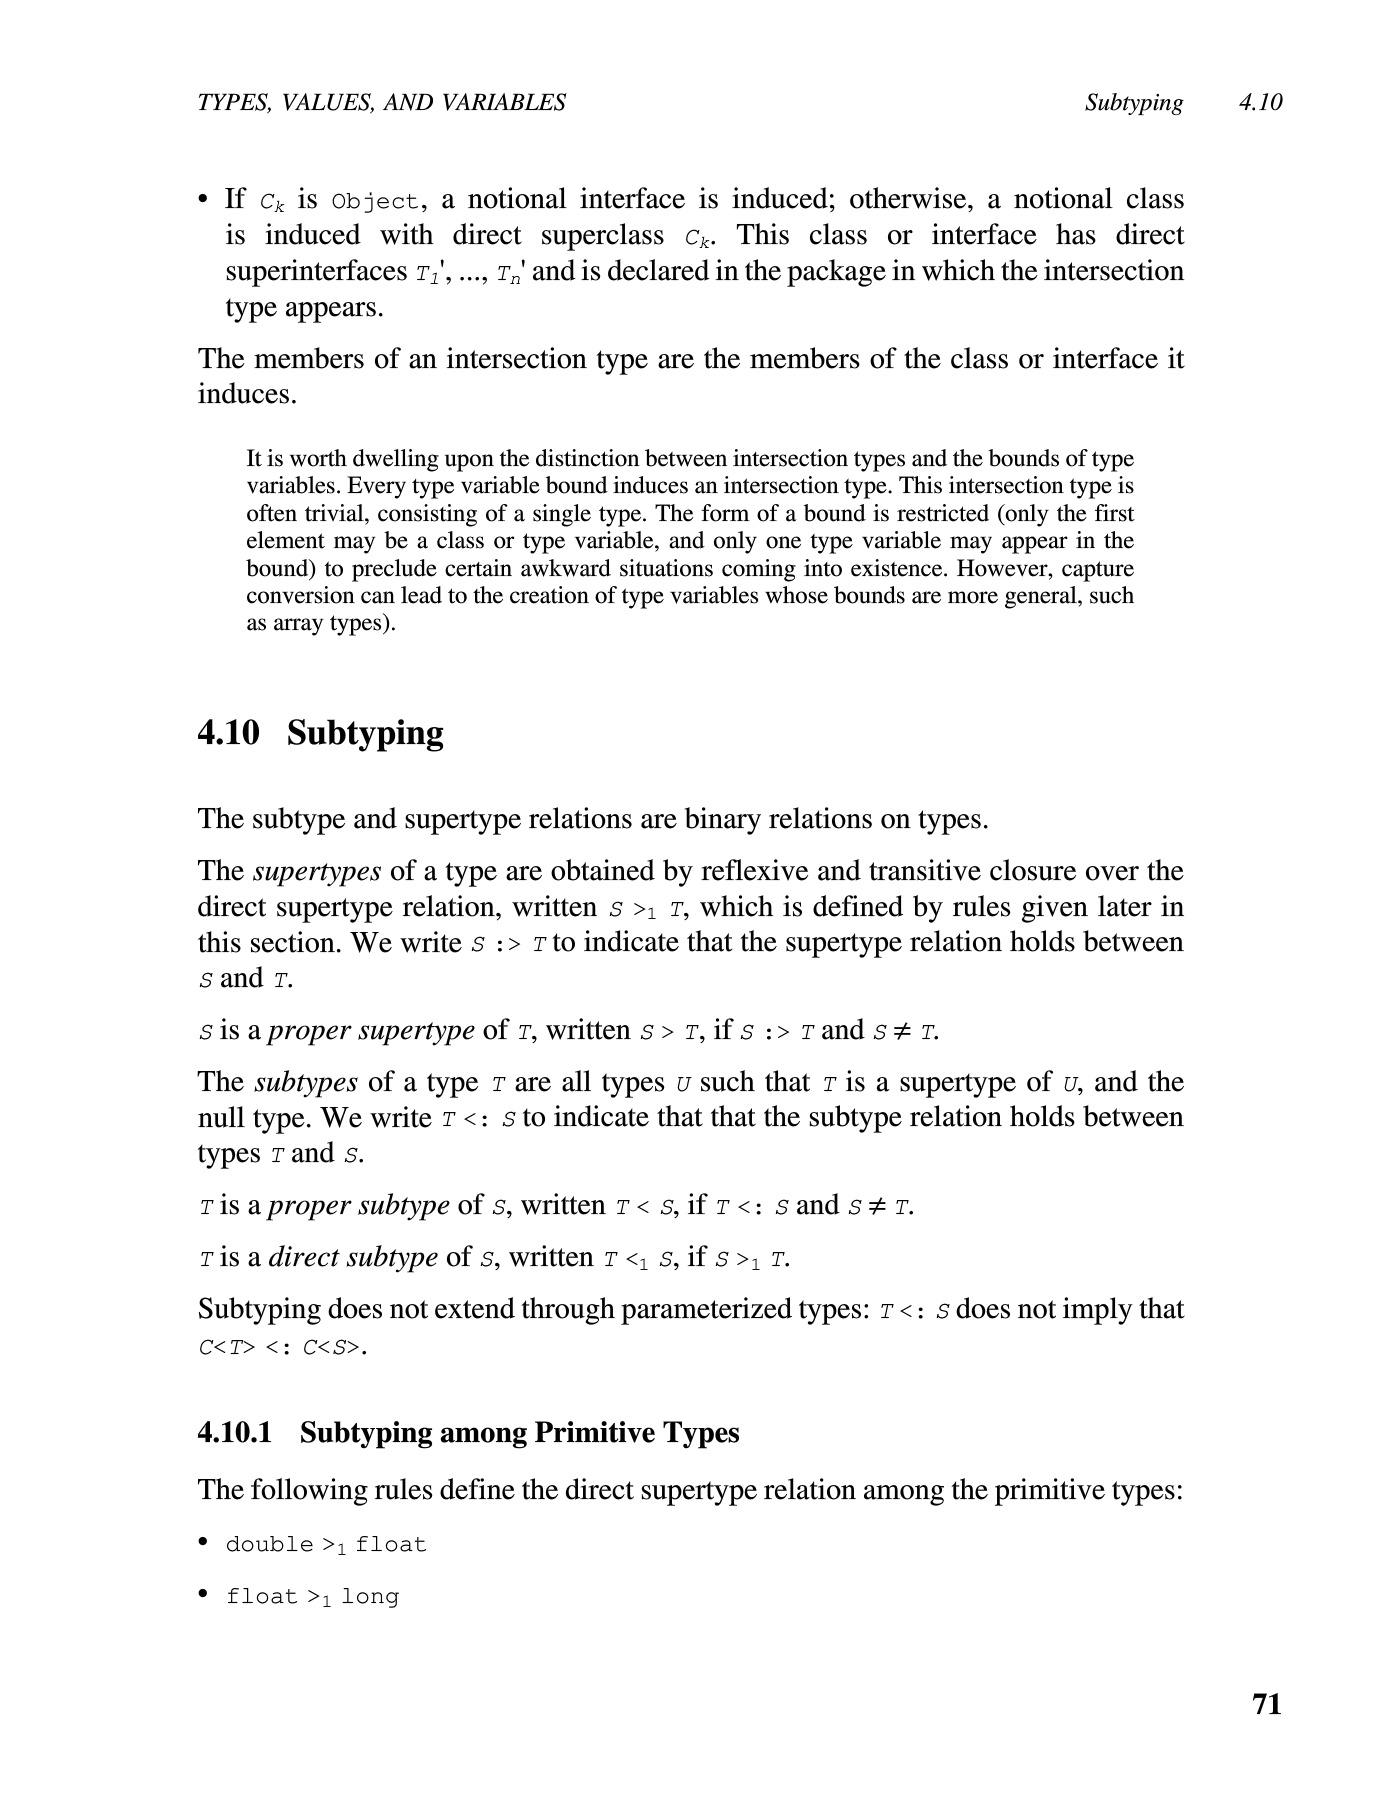 TYPES, VALUES, AND VARIABLES Subtyping 4.10
• If Ck is Object, a notional interface is induced; otherwise, a notional class
is induced with direct superclass Ck. This class or interface has direct
superinterfaces T1', ..., Tn' and is declared in the package in which the intersection
type appears.
The members of an intersection type are the members of the class or interface it
induces.
It is worth dwelling upon the distinction between intersection types and the bounds of type
variables. Every type variable bound induces an intersection type. This intersection type is
often trivial, consisting of a single type. The form of a bound is restricted (only the first
element may be a class or type variable, and only one type variable may appear in the
bound) to preclude certain awkward situations coming into existence. However, capture
conversion can lead to the creation of type variables whose bounds are more general, such
as array types).
4.10 Subtyping
The subtype and supertype relations are binary relations on types.
The supertypes of a type are obtained by reflexive and transitive closure over the
direct supertype relation, written S >1 T, which is defined by rules given later in
this section. We write S :> T to indicate that the supertype relation holds between
S and T.
S is a proper supertype of T, written S > T, if S :> T and S ≠ T.
The subtypes of a type T are all types U such that T is a supertype of U, and the
null type. We write T <: S to indicate that that the subtype relation holds between
types T and S.
T is a proper subtype of S, written T < S, if T <: S and S ≠ T.
T is a direct subtype of S, written T <1 S, if S >1 T.
Subtyping does not extend through parameterized types: T <: S does not imply that
C<T> <: C<S>.
4.10.1 Subtyping among Primitive Types
The following rules define the direct supertype relation among the primitive types:
• double >1 float
• float >1 long
71